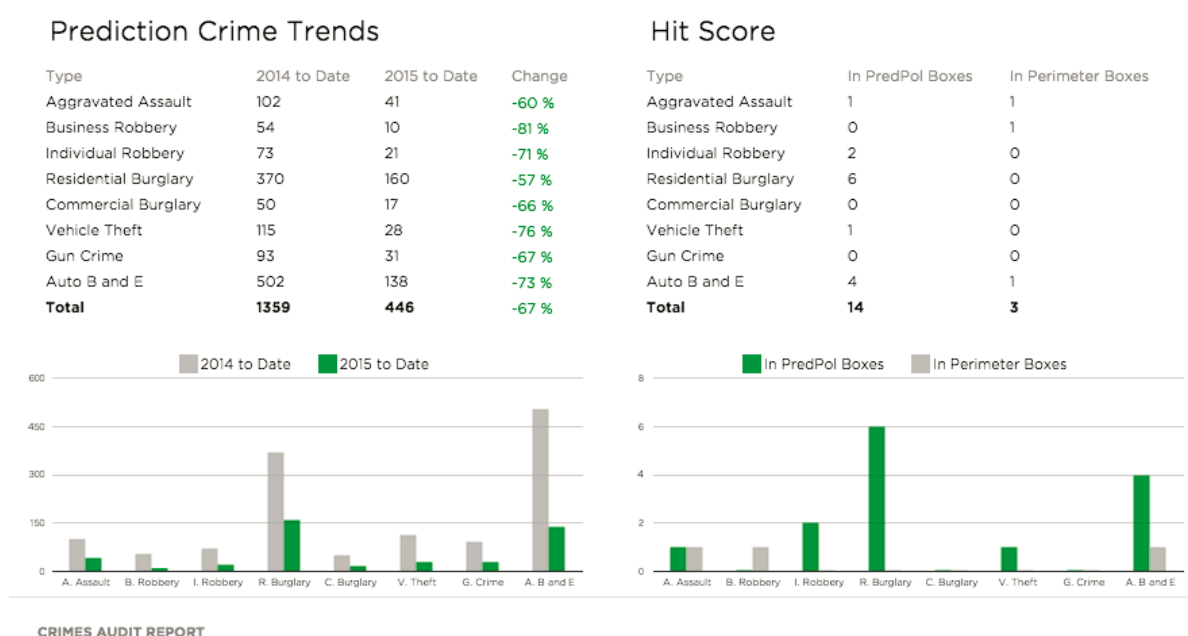 Prediction Crime Trends
Type 2014 to Date 2015 to Date Change
Aggravated Assault 102 41 -60 %
Business Robbery 54 10 -81 %
Individual Robbery 73 21 -71 %
Residential Burglary 370 160 -57 %
Commercial Burglary 50 17 -66 %
Vehicle Theft 115 28 -76 %
Gun Crime 93 31 -67 %
Auto B and E 502 138 -73 %
Total 1359 446 -67 %
2014 to Date 2015 to Date
600
450
300
150
0
A. Assault B. Robbery I. Robbery R. Burglary C. Burglary V. Theft G. Crime A. B and E
Hit Score
Type In PredPol Boxes In Perimeter Boxes
Aggravated Assault 1 1
Business Robbery 0 1
Individual Robbery 2 0
Residential Burglary 6 0
Commercial Burglary 0 0
Vehicle Theft 1 0
Gun Crime 0 0
Auto B and E 4 1
Total 14 3
In PredPol Boxes In Perimeter Boxes
8
6
4
2
0
A. Assault B. Robbery I. Robbery R. Burglary C. Burglary V. Theft G. Crime A. B and E
CRIMES AUDIT REPORT